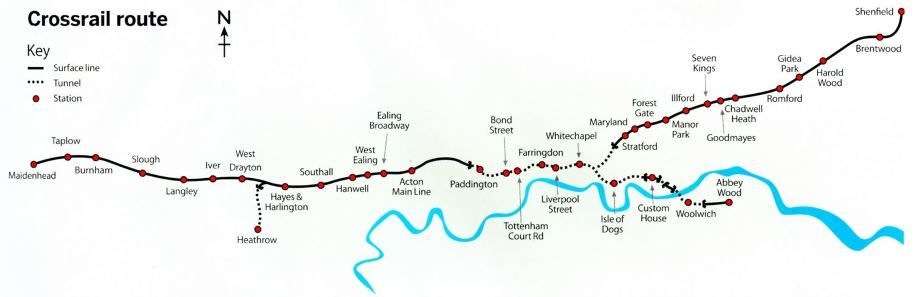 Crossrail route
N
Key
Surface line
Tunnel
Station
Maidenhead
Taplow
Burnham
Slough
Langley
Iver
West
Drayton
Heathrow
Hayes &
Harlington
Southall
Hanwell
West
Ealing
Ealing
Broadway
Acton
Main Line
Paddington
Bond
Street
Tottenham
Court Rd
Farringdon
Liverpool
Street
Whitechapel
Isle of
Dogs
Custom
House
Woolwich
Abbey
Wood
Stratford
Maryland
Forest
Gate
Manor
Park
Illford
Seven
Kings
Goodmayes
Chadwell
Heath
Romford
Gidea
Park
Harold
Wood
Brentwood
Shenfield